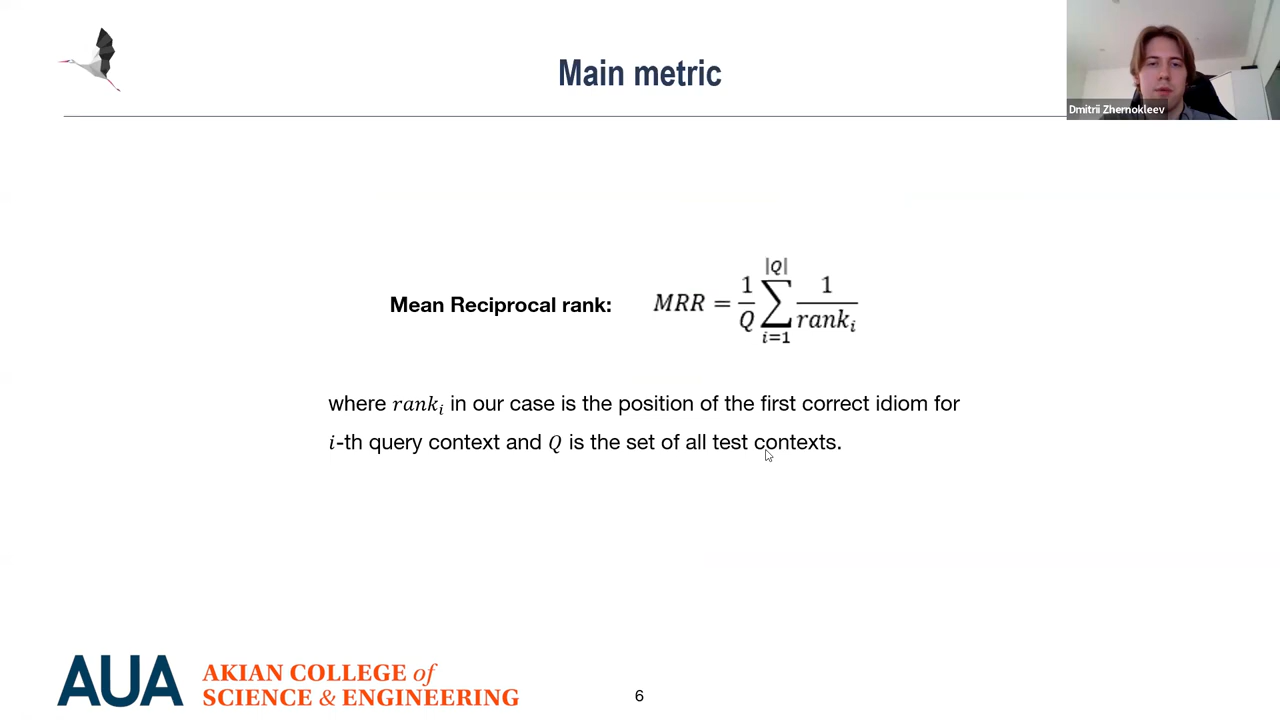 Main metric
Dmitrii Zhernokleev
Mean Reciprocal rank: MRR = 1/Q ∑_{i=1}^{|Q|} 1/rank_i
where rank_i in our case is the position of the first correct idiom for
i-th query context and Q is the set of all test contexts.
AUA AKIAN COLLEGE of
SCIENCE & ENGINEERING
6